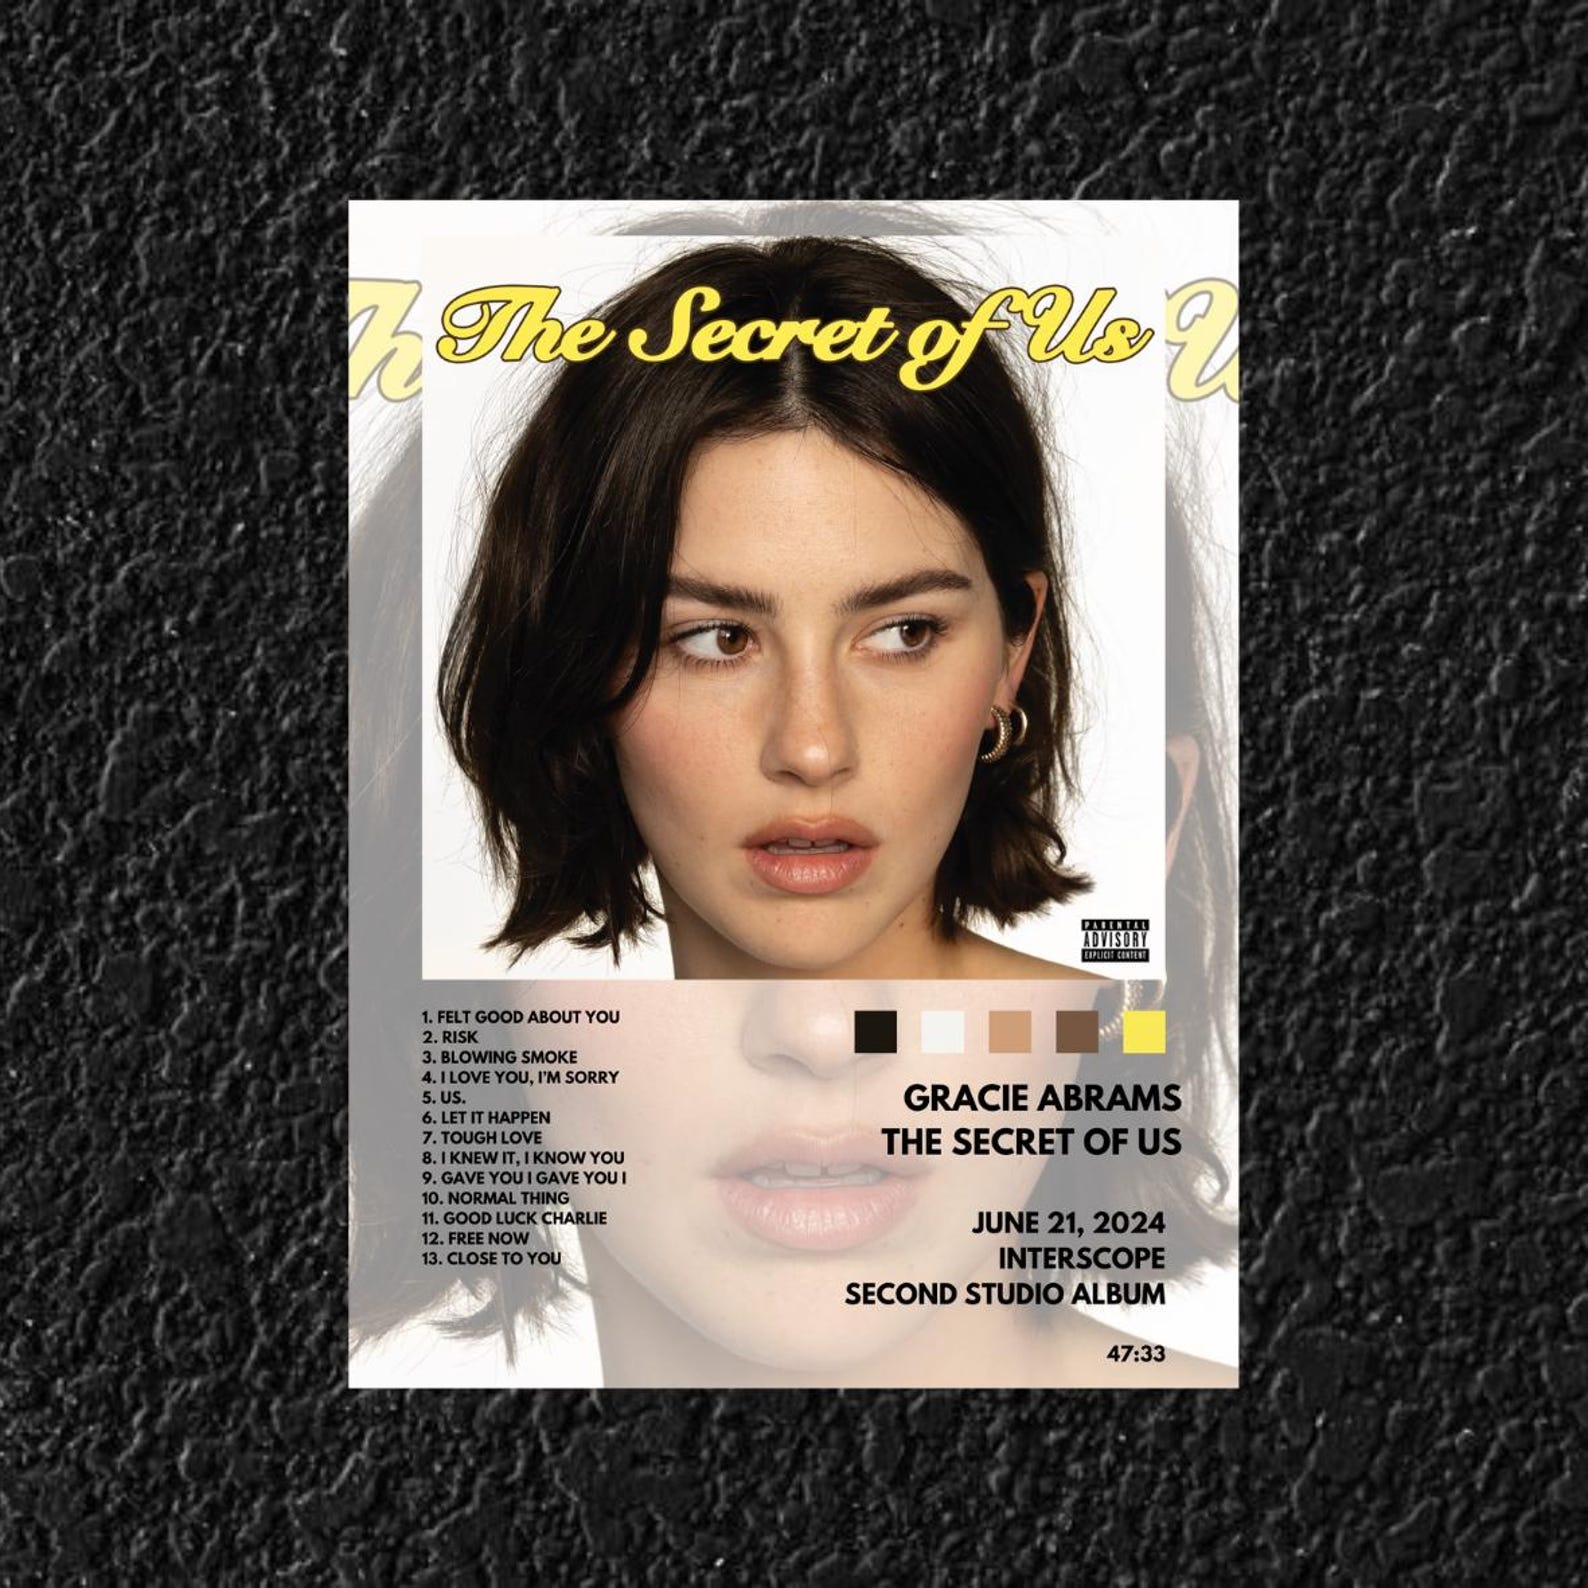 The Secret of Us
PARENTAL
ADVISORY
EXPLICIT CONTENT
1. FELT GOOD ABOUT YOU
2. RISK
3. BLOWING SMOKE
4. I LOVE YOU, I'M SORRY
5. US.
6. LET IT HAPPEN
7. TOUGH LOVE
8. I KNEW IT, I KNOW YOU
9. GAVE YOU I GAVE YOU I
10. NORMAL THING
11. GOOD LUCK CHARLIE
12. FREE NOW
13. CLOSE TO YOU
GRACIE ABRAMS
THE SECRET OF US
JUNE 21, 2024
INTERSCOPE
SECOND STUDIO ALBUM
47:33